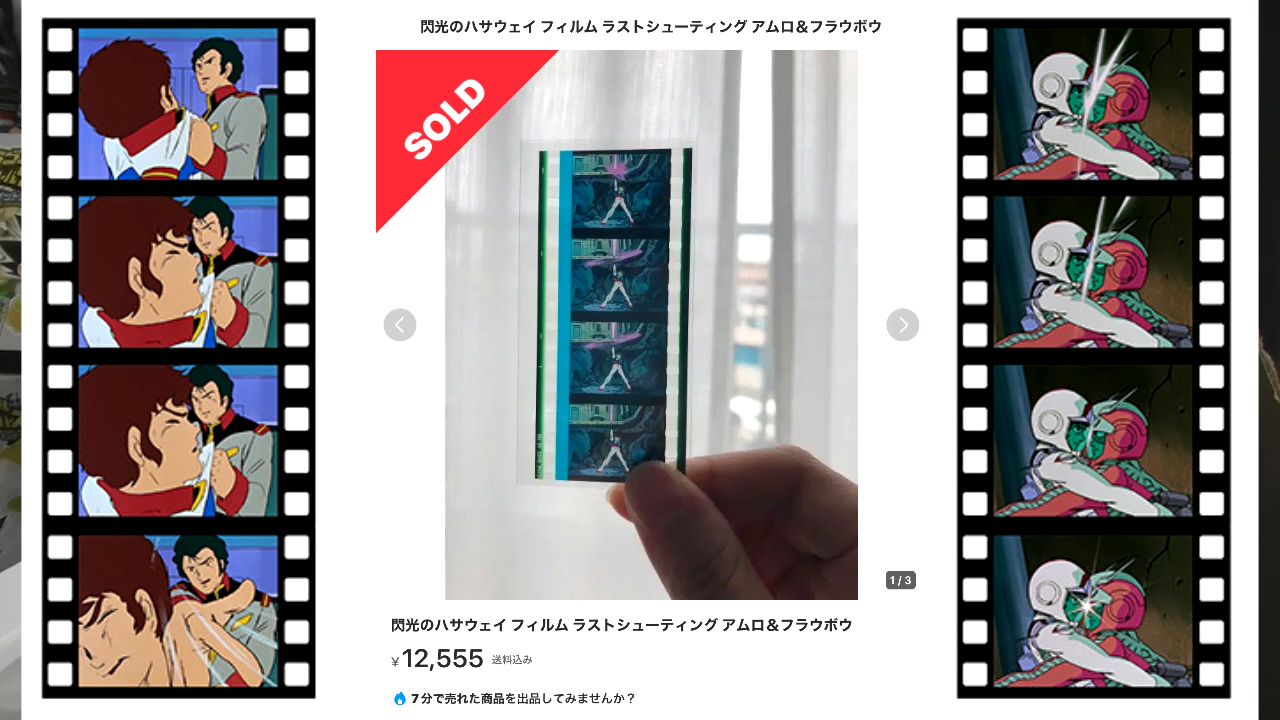 閃光のハサウェイ フィルム ラストシューティング アムロ＆フラウボウ
SOLD
1 / 3
閃光のハサウェイ フィルム ラストシューティング アムロ＆フラウボウ
¥12,555 送料込み
7分で売れた商品を出品してみませんか？